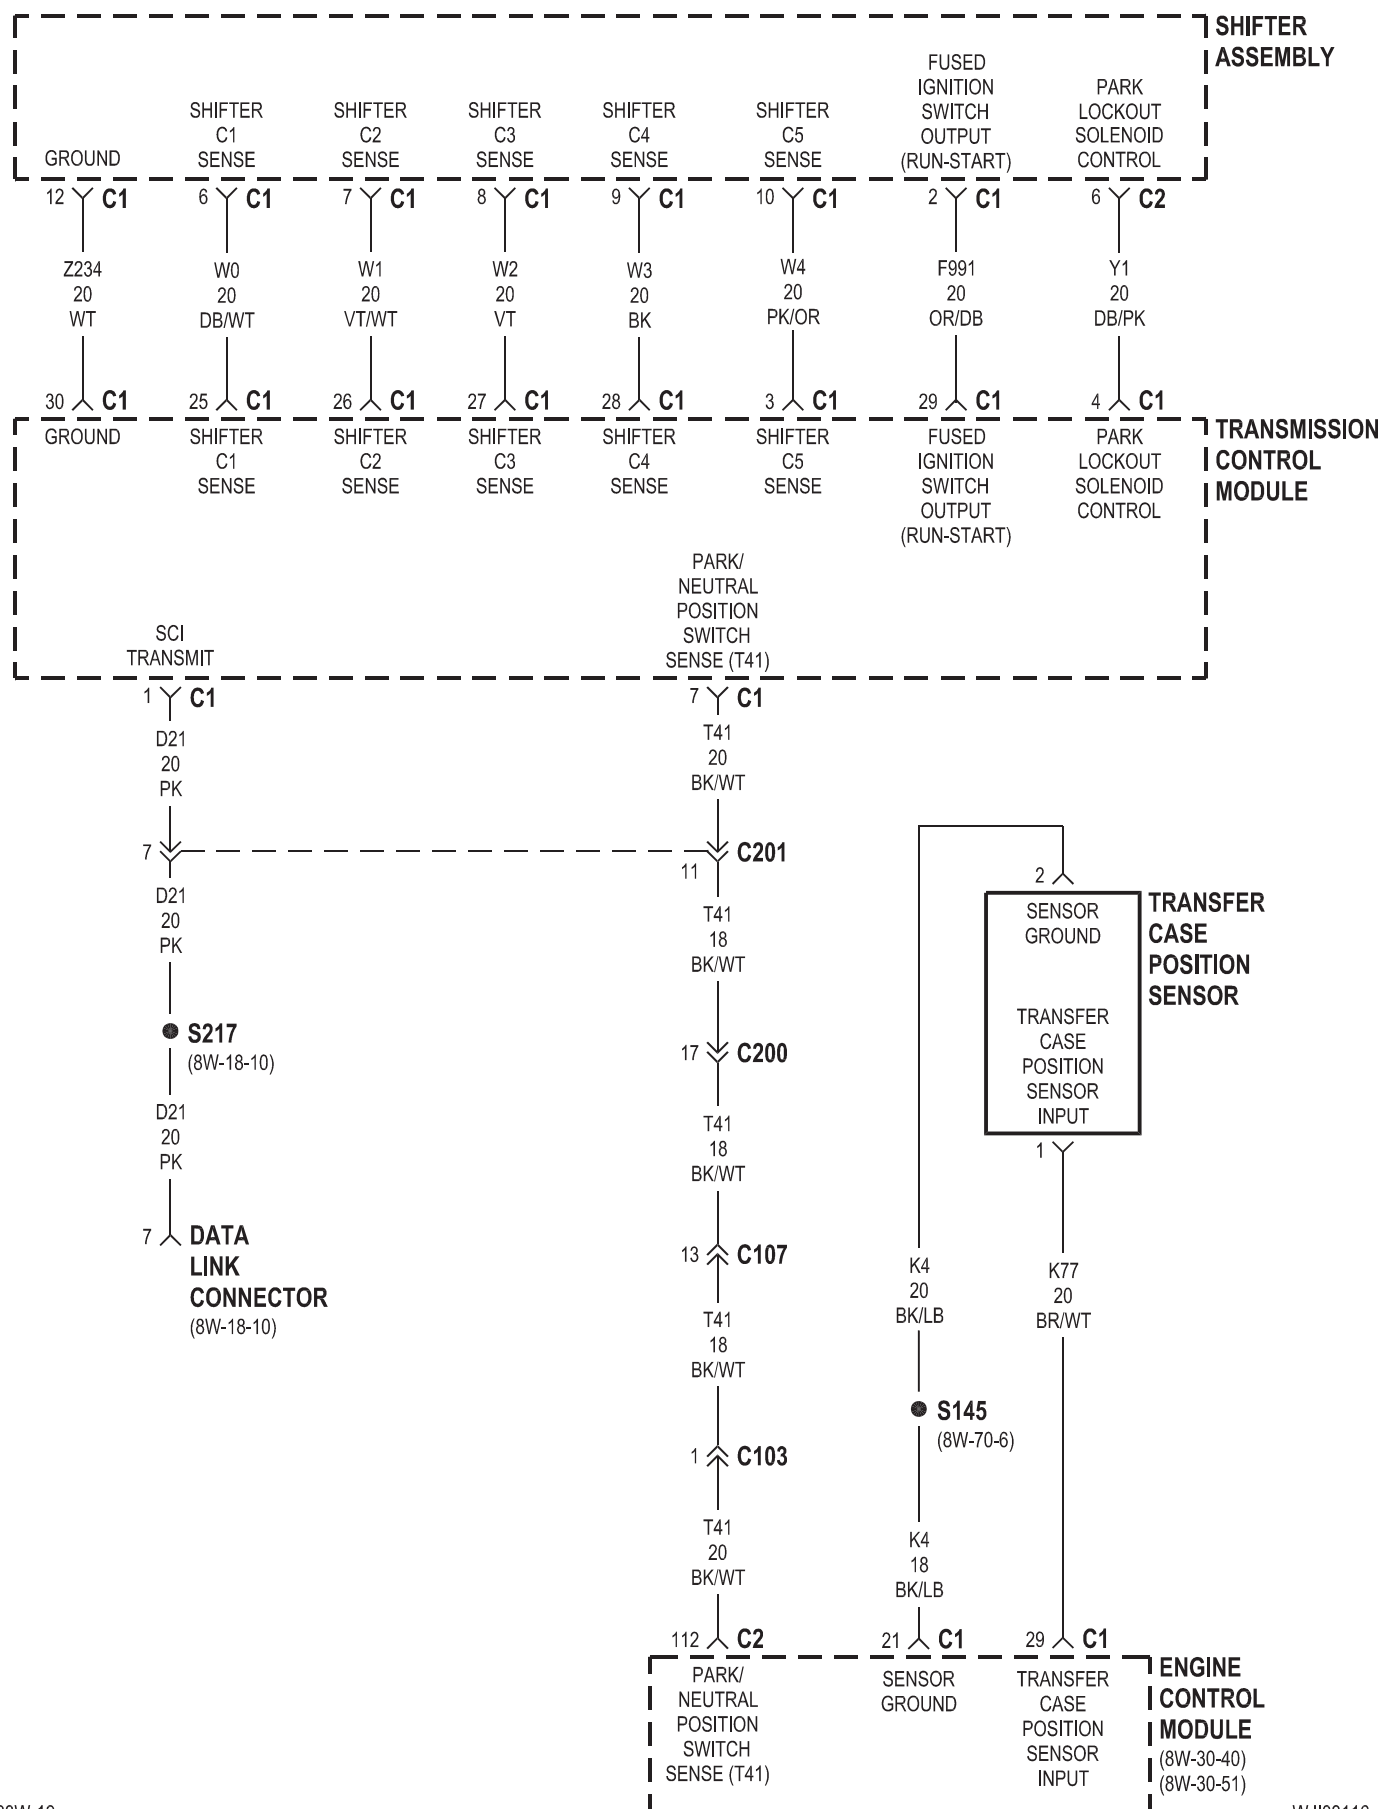 SHIFTER
ASSEMBLY
GROUND
SHIFTER
C1
SENSE
SHIFTER
C2
SENSE
SHIFTER
C3
SENSE
SHIFTER
C4
SENSE
SHIFTER
C5
SENSE
FUSED
IGNITION
SWITCH
OUTPUT
(RUN-START)
PARK
LOCKOUT
SOLENOID
CONTROL
12 C1
6 C1
7 C1
8 C1
9 C1
10 C1
2 C1
6 C2
Z234
20
WT
W0
20
DB/WT
W1
20
VT/WT
W2
20
VT
W3
20
BK
W4
20
PK/OR
F991
20
OR/DB
Y1
20
DB/PK
30 C1
25 C1
26 C1
27 C1
28 C1
3 C1
29 C1
4 C1
TRANSMISSION
CONTROL
MODULE
GROUND
SHIFTER
C1
SENSE
SHIFTER
C2
SENSE
SHIFTER
C3
SENSE
SHIFTER
C4
SENSE
SHIFTER
C5
SENSE
FUSED
IGNITION
SWITCH
OUTPUT
(RUN-START)
PARK
LOCKOUT
SOLENOID
CONTROL
SCI
TRANSMIT
PARK/
NEUTRAL
POSITION
SWITCH
SENSE (T41)
1 C1
D21
20
PK
7
D21
20
PK
S217
(8W-18-10)
D21
20
PK
7 DATA
LINK
CONNECTOR
(8W-18-10)
7 C1
T41
20
BK/WT
C201
11
T41
18
BK/WT
17 C200
T41
18
BK/WT
13 C107
T41
18
BK/WT
1 C103
T41
20
BK/WT
112 C2
2
SENSOR
GROUND
TRANSFER
CASE
POSITION
SENSOR
INPUT
TRANSFER
CASE
POSITION
SENSOR
1
K4
20
BK/LB
K77
20
BR/WT
S145
(8W-70-6)
K4
18
BK/LB
21 C1
29 C1
PARK/
NEUTRAL
POSITION
SWITCH
SENSE (T41)
SENSOR
GROUND
TRANSFER
CASE
POSITION
SENSOR
INPUT
ENGINE
CONTROL
MODULE
(8W-30-40)
(8W-30-51)